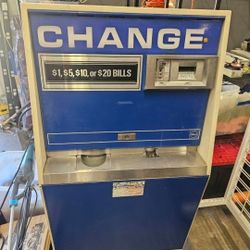 CHANGE
$1, $5, $10, or $20 BILLS